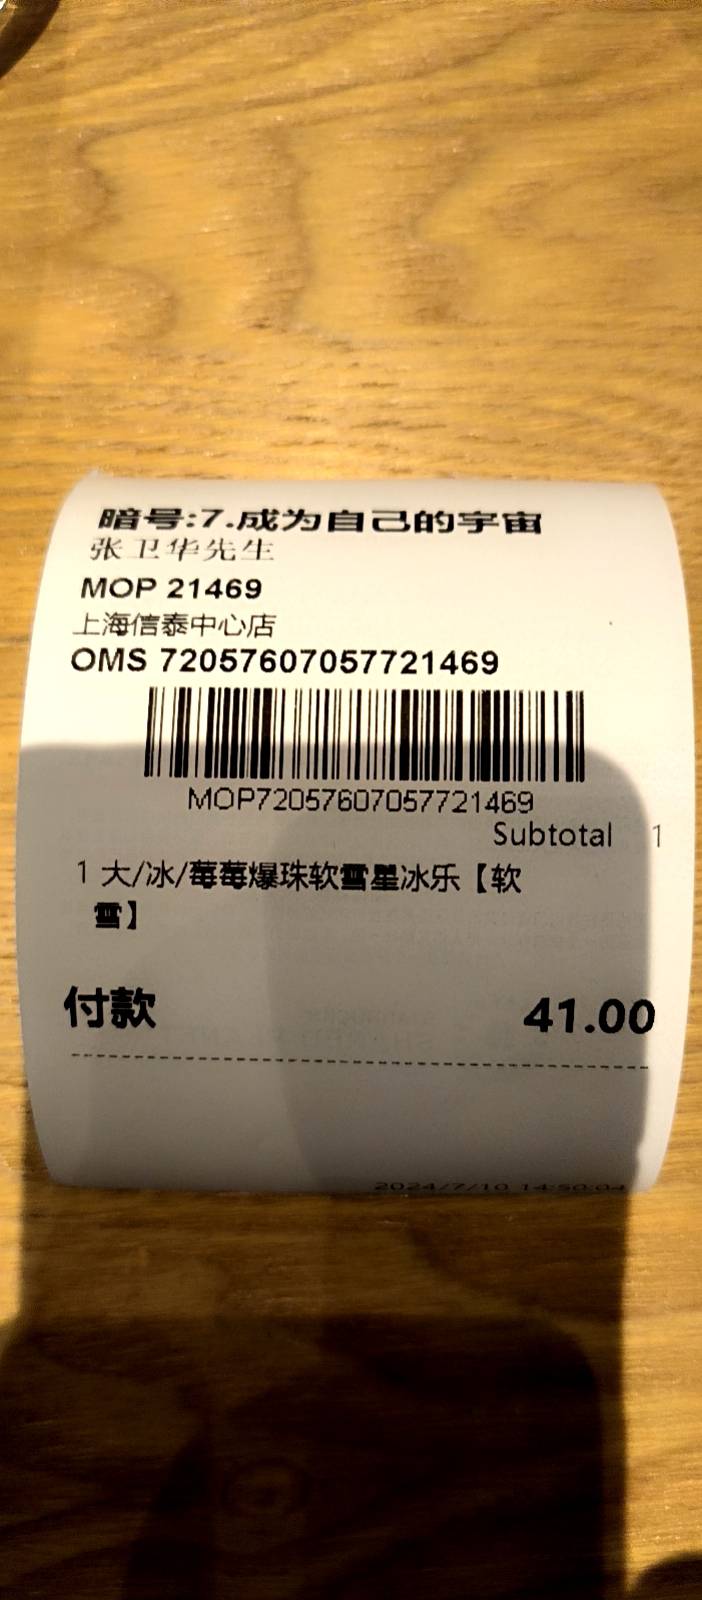 暗号:7.成为自己的宇宙
张卫华先生
MOP 21469
上海信泰中心店
OMS 72057607057721469
MOP72057607057721469
Subtotal 1
1 大/冰/莓莓爆珠软雪星冰乐【软
雪】
付款 41.00
2024/7/10 14:50:04